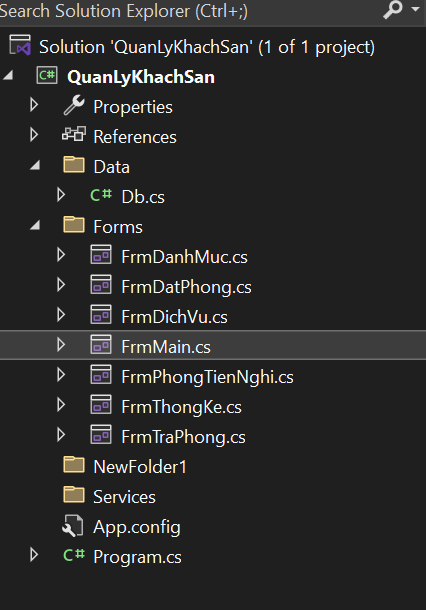 Search Solution Explorer (Ctrl+;)
Solution 'QuanLyKhachSan' (1 of 1 project)
C# QuanLyKhachSan
Properties
References
Data
C# Db.cs
Forms
FrmDanhMuc.cs
FrmDatPhong.cs
FrmDichVu.cs
FrmMain.cs
FrmPhongTienNghi.cs
FrmThongKe.cs
FrmTraPhong.cs
NewFolder1
Services
App.config
C# Program.cs